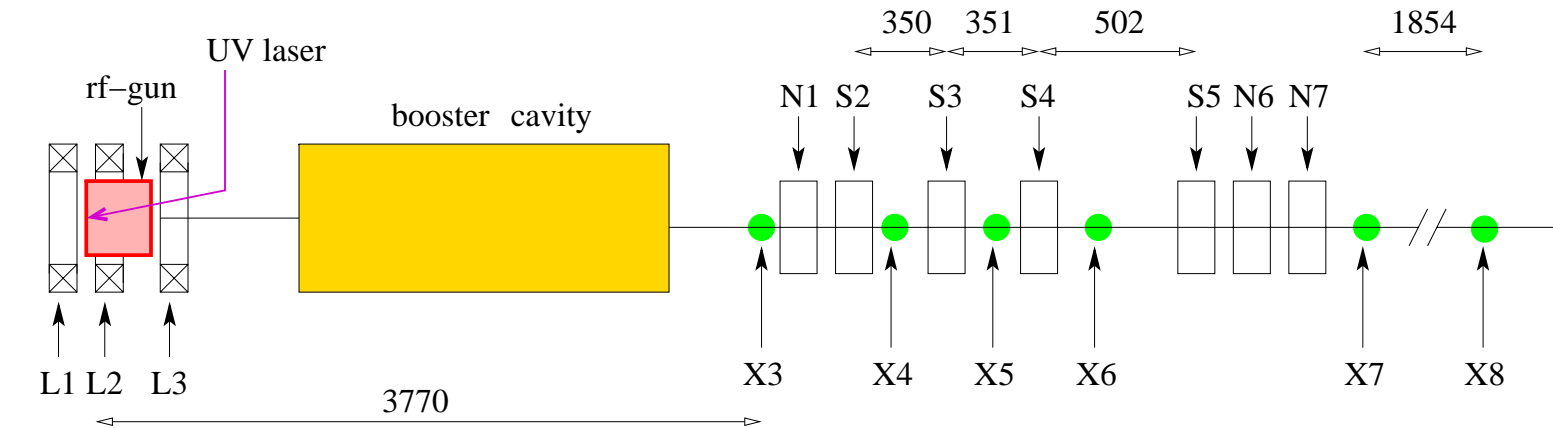 350 351 502 1854
UV laser
rf-gun
N1 S2 S3 S4 S5 N6 N7
booster cavity
L1 L2 L3 X3 X4 X5 X6 X7 X8
3770